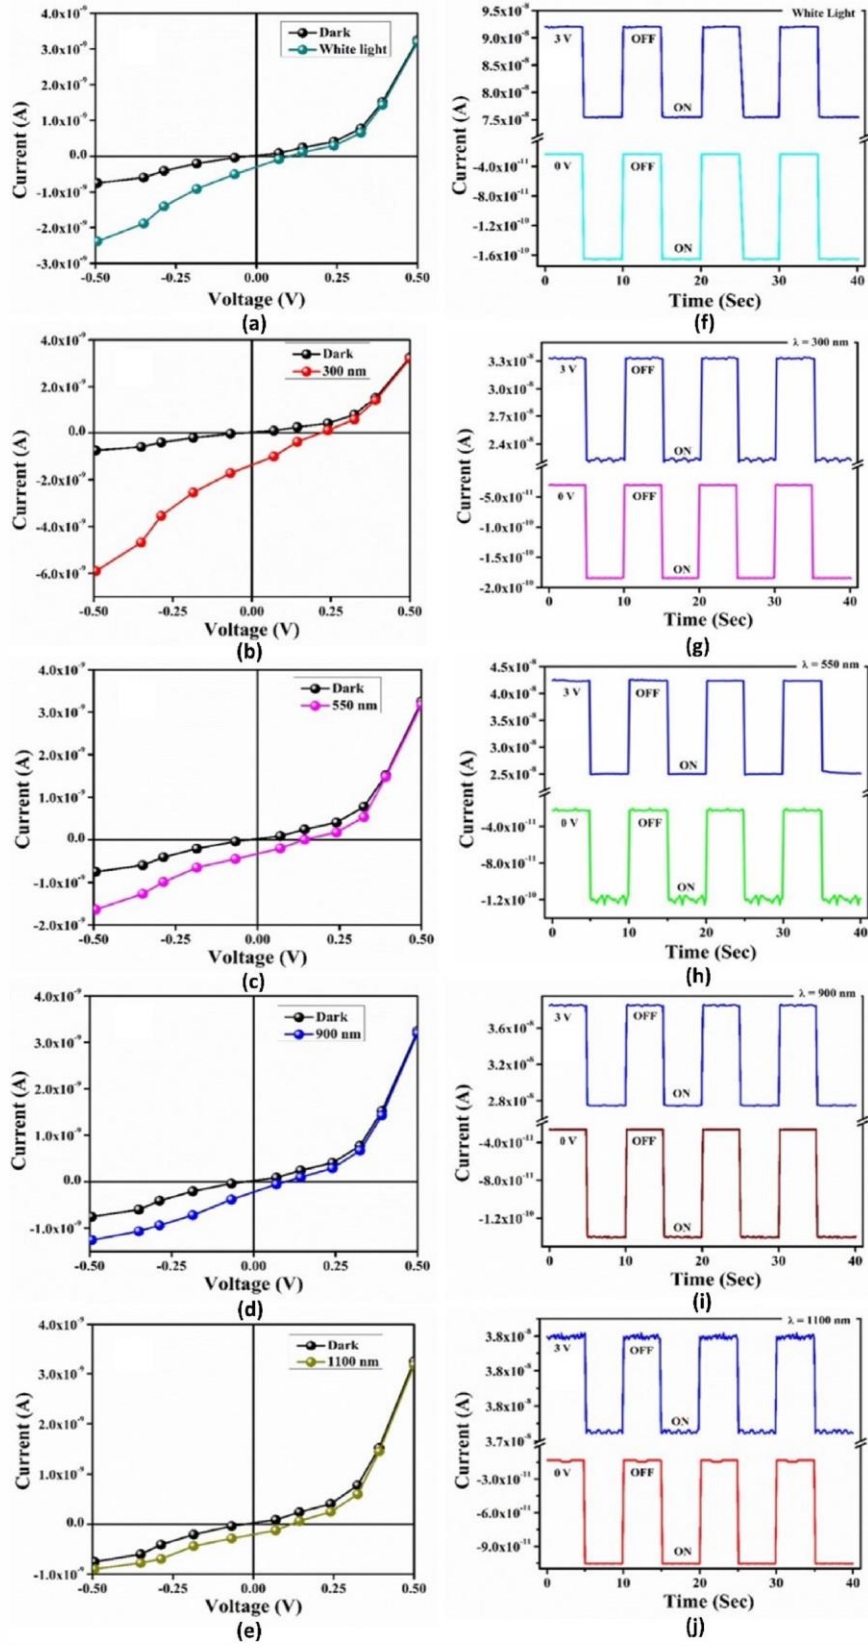 4.0x10⁻⁹
3.0x10⁻⁹
2.0x10⁻⁹
1.0x10⁻⁹
0.0
-1.0x10⁻⁹
-2.0x10⁻⁹
-3.0x10⁻⁹
Current (A)
Dark
White light
-0.50 -0.25 0.00 0.25 0.50
Voltage (V)
(a)
White Light
9.5x10⁻⁸
9.0x10⁻⁸
8.5x10⁻⁸
8.0x10⁻⁸
7.5x10⁻⁸
-4.0x10⁻¹¹
-8.0x10⁻¹¹
-1.2x10⁻¹⁰
-1.6x10⁻¹⁰
Current (A)
3 V
OFF
ON
0 V
OFF
ON
0 10 20 30 40
Time (Sec)
(f)
4.0x10⁻⁹
2.0x10⁻⁹
0.0
-2.0x10⁻⁹
-4.0x10⁻⁹
-6.0x10⁻⁹
Current (A)
Dark
300 nm
-0.50 -0.25 0.00 0.25 0.50
Voltage (V)
(b)
λ = 300 nm
3.3x10⁻⁸
3.0x10⁻⁸
2.7x10⁻⁸
2.4x10⁻⁸
-5.0x10⁻¹¹
-1.0x10⁻¹⁰
-1.5x10⁻¹⁰
-2.0x10⁻¹⁰
Current (A)
3 V
OFF
ON
0 V
OFF
ON
0 10 20 30 40
Time (Sec)
(g)
4.0x10⁻⁹
3.0x10⁻⁹
2.0x10⁻⁹
1.0x10⁻⁹
0.0
-1.0x10⁻⁹
-2.0x10⁻⁹
Current (A)
Dark
550 nm
-0.50 -0.25 0.00 0.25 0.50
Voltage (V)
(c)
λ = 550 nm
4.5x10⁻⁸
4.0x10⁻⁸
3.5x10⁻⁸
3.0x10⁻⁸
2.5x10⁻⁸
-4.0x10⁻¹¹
-8.0x10⁻¹¹
-1.2x10⁻¹⁰
Current (A)
3 V
OFF
ON
0 V
OFF
ON
0 10 20 30 40
Time (Sec)
(h)
4.0x10⁻⁹
3.0x10⁻⁹
2.0x10⁻⁹
1.0x10⁻⁹
0.0
-1.0x10⁻⁹
Current (A)
Dark
900 nm
-0.50 -0.25 0.00 0.25 0.50
Voltage (V)
(d)
λ = 900 nm
3.6x10⁻⁸
3.2x10⁻⁸
2.8x10⁻⁸
-4.0x10⁻¹¹
-8.0x10⁻¹¹
-1.2x10⁻¹⁰
Current (A)
3 V
OFF
ON
0 V
OFF
ON
0 10 20 30 40
Time (Sec)
(i)
4.0x10⁻⁹
3.0x10⁻⁹
2.0x10⁻⁹
1.0x10⁻⁹
0.0
-1.0x10⁻⁹
Current (A)
Dark
1100 nm
-0.50 -0.25 0.00 0.25 0.50
Voltage (V)
(e)
λ = 1100 nm
3.8x10⁻⁸
3.8x10⁻⁸
3.8x10⁻⁸
3.7x10⁻⁸
-3.0x10⁻¹¹
-6.0x10⁻¹¹
-9.0x10⁻¹¹
Current (A)
3 V
OFF
ON
0 V
OFF
ON
0 10 20 30 40
Time (Sec)
(j)